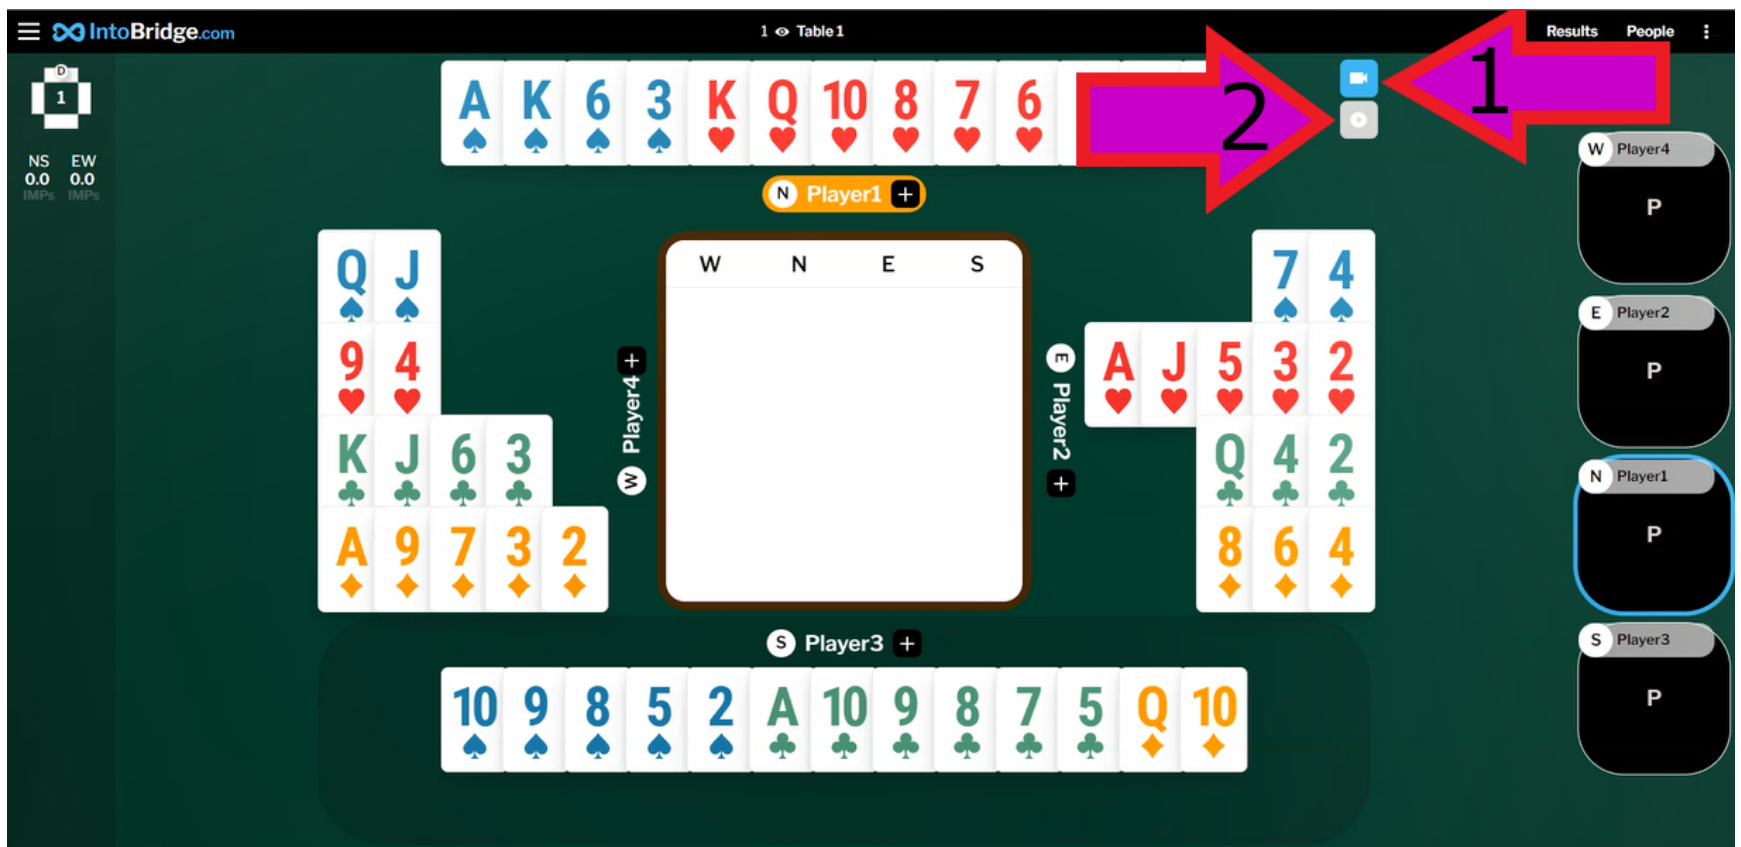 IntoBridge.com
1 Table 1
Results People
D
1
NS EW
0.0 0.0
IMPs IMPs
A K 6 3 K Q 10 8 7 6
2
1
N Player1 +
W Player4
P
E Player2
P
N Player1
P
S Player3
P
Q J
9 4
K J 6 3
A 9 7 3 2
W Player4 +
W N E S
E Player2 +
7 4
A J 5 3 2
Q 4 2
8 6 4
S Player3 +
10 9 8 5 2 A 10 9 8 7 5 Q 10